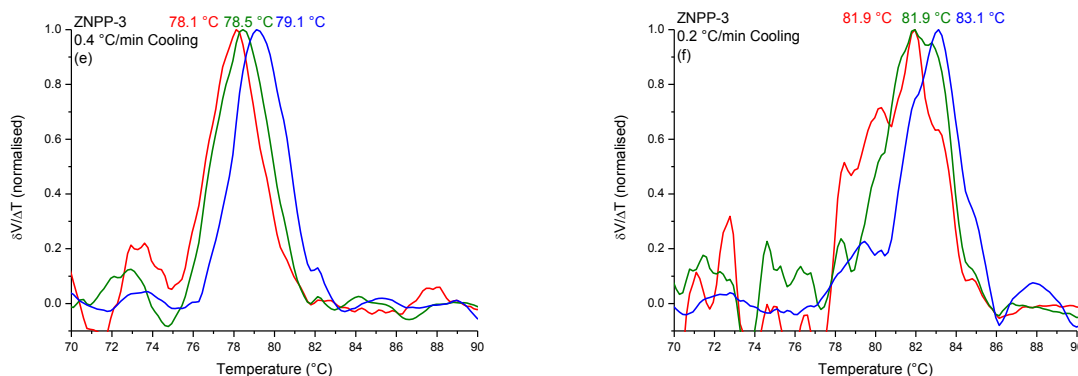 ZNPP-3
78.1 °C 78.5 °C 79.1 °C
0.4 °C/min Cooling
(e)
1.0
0.8
0.6
0.4
0.2
0.0
δV/ΔT (normalised)
70 72 74 76 78 80 82 84 86 88 90
Temperature (°C)
ZNPP-3
81.9 °C 81.9 °C 83.1 °C
0.2 °C/min Cooling
(f)
1.0
0.8
0.6
0.4
0.2
0.0
δV/ΔT (normalised)
70 72 74 76 78 80 82 84 86 88 90
Temperature (°C)